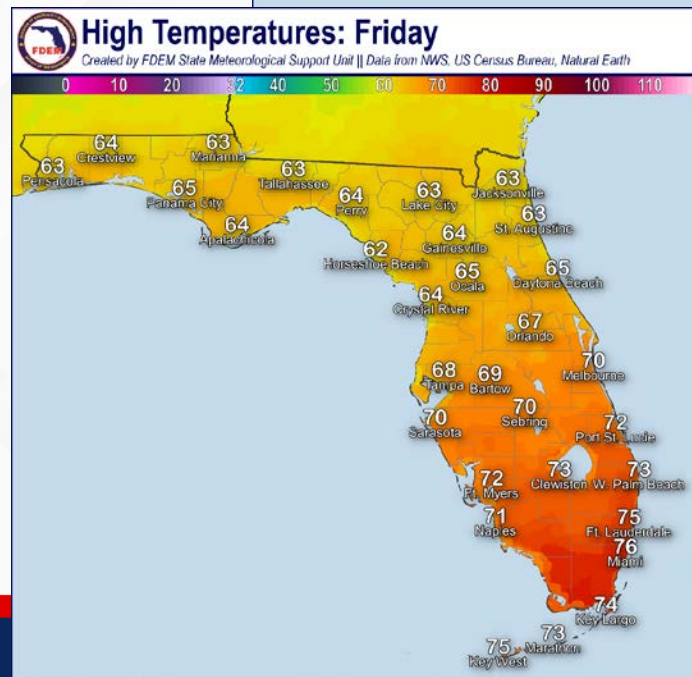 FDEM
High Temperatures: Friday
Created by FDEM State Meteorological Support Unit || Data from NWS, US Census Bureau, Natural Earth
0 10 20 30 32 40 50 60 70 80 90 100 110
64
Crestview
63
Marianna
63
Pensacola
65
Panama City
63
Tallahassee
64
Perry
63
Lake City
63
Jacksonville
64
Apalachicola
63
St. Augustine
62
Horseshoe Beach
64
Gainesville
65
Ocala
65
Daytona Beach
64
Crystal River
67
Orlando
68
Tampa
69
Bartow
70
Melbourne
70
Sarasota
70
Sebring
72
Port St. Lucie
72
Ft. Myers
73
Clewiston
73
W. Palm Beach
71
Naples
75
Ft. Lauderdale
76
Miami
74
Key Largo
73
Marathon
75
Key West